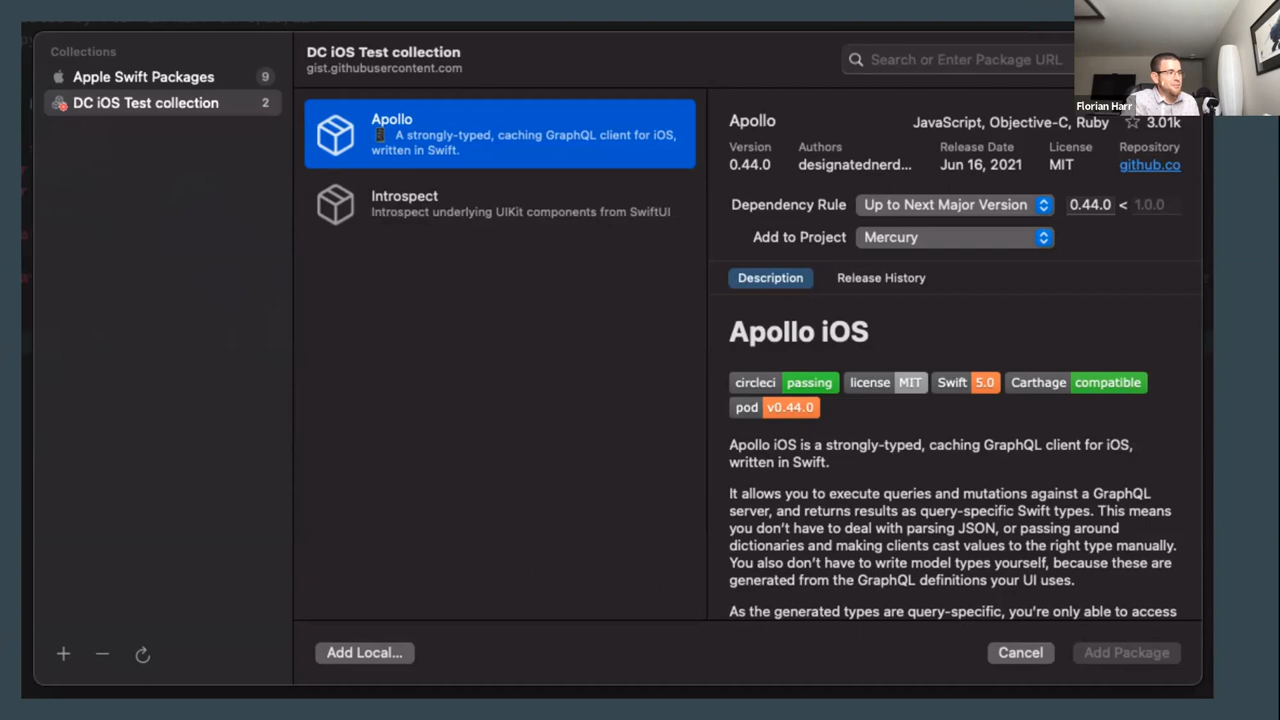 Collections
Apple Swift Packages 9
DC iOS Test collection 2
DC iOS Test collection
gist.githubusercontent.com
Search or Enter Package URL
Florian Harr
Apollo
A strongly-typed, caching GraphQL client for iOS,
written in Swift.
Introspect
Introspect underlying UIKit components from SwiftUI
Apollo JavaScript, Objective-C, Ruby 3.01k
Version Authors Release Date License Repository
0.44.0 designatednerd... Jun 16, 2021 MIT github.co
Dependency Rule Up to Next Major Version 0.44.0 < 1.0.0
Add to Project Mercury
Description Release History
Apollo iOS
circleci passing license MIT Swift 5.0 Carthage compatible
pod v0.44.0
Apollo iOS is a strongly-typed, caching GraphQL client for iOS,
written in Swift.
It allows you to execute queries and mutations against a GraphQL
server, and returns results as query-specific Swift types. This means
you don't have to deal with parsing JSON, or passing around
dictionaries and making clients cast values to the right type manually.
You also don't have to write model types yourself, because these are
generated from the GraphQL definitions your UI uses.
As the generated types are query-specific, you're only able to access
Add Local... Cancel Add Package